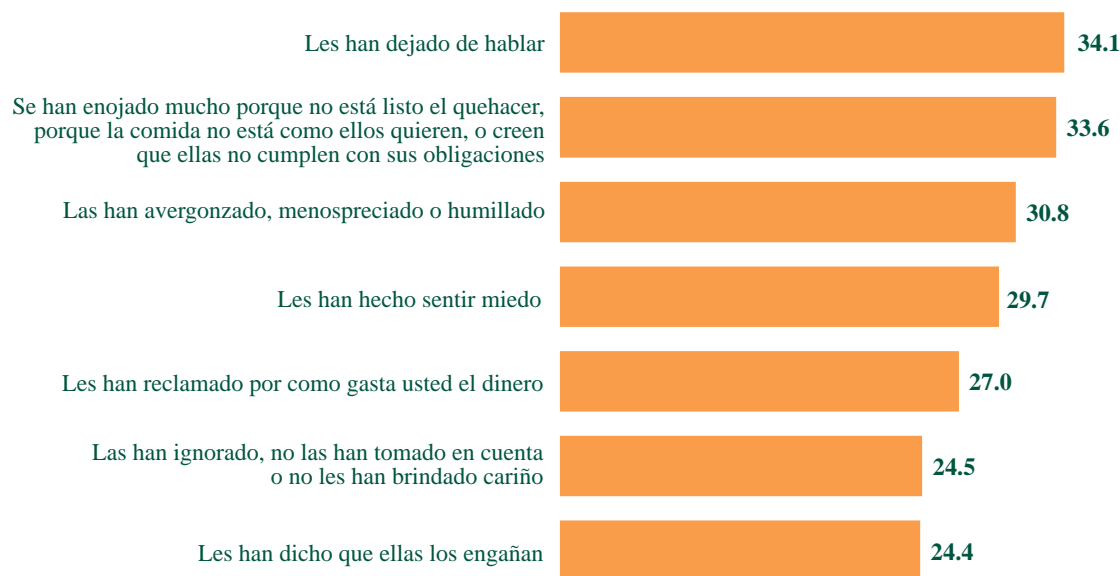 Les han dejado de hablar
34.1
Se han enojado mucho porque no está listo el quehacer,
porque la comida no está como ellos quieren, o creen
que ellas no cumplen con sus obligaciones
33.6
Las han avergonzado, menospreciado o humillado
30.8
Les han hecho sentir miedo
29.7
Les han reclamado por como gasta usted el dinero
27.0
Las han ignorado, no las han tomado en cuenta
o no les han brindado cariño
24.5
Les han dicho que ellas los engañan
24.4